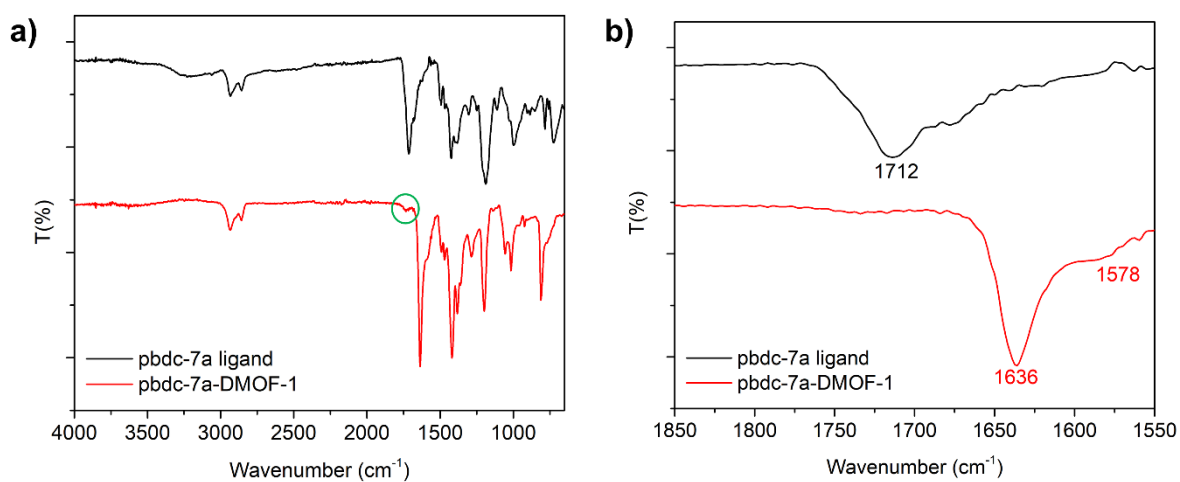 a)
T(%)
pbdc-7a ligand
pbdc-7a-DMOF-1
4000 3500 3000 2500 2000 1500 1000
Wavenumber (cm⁻¹)
b)
T(%)
1712
1578
1636
pbdc-7a ligand
pbdc-7a-DMOF-1
1850 1800 1750 1700 1650 1600 1550
Wavenumber (cm⁻¹)